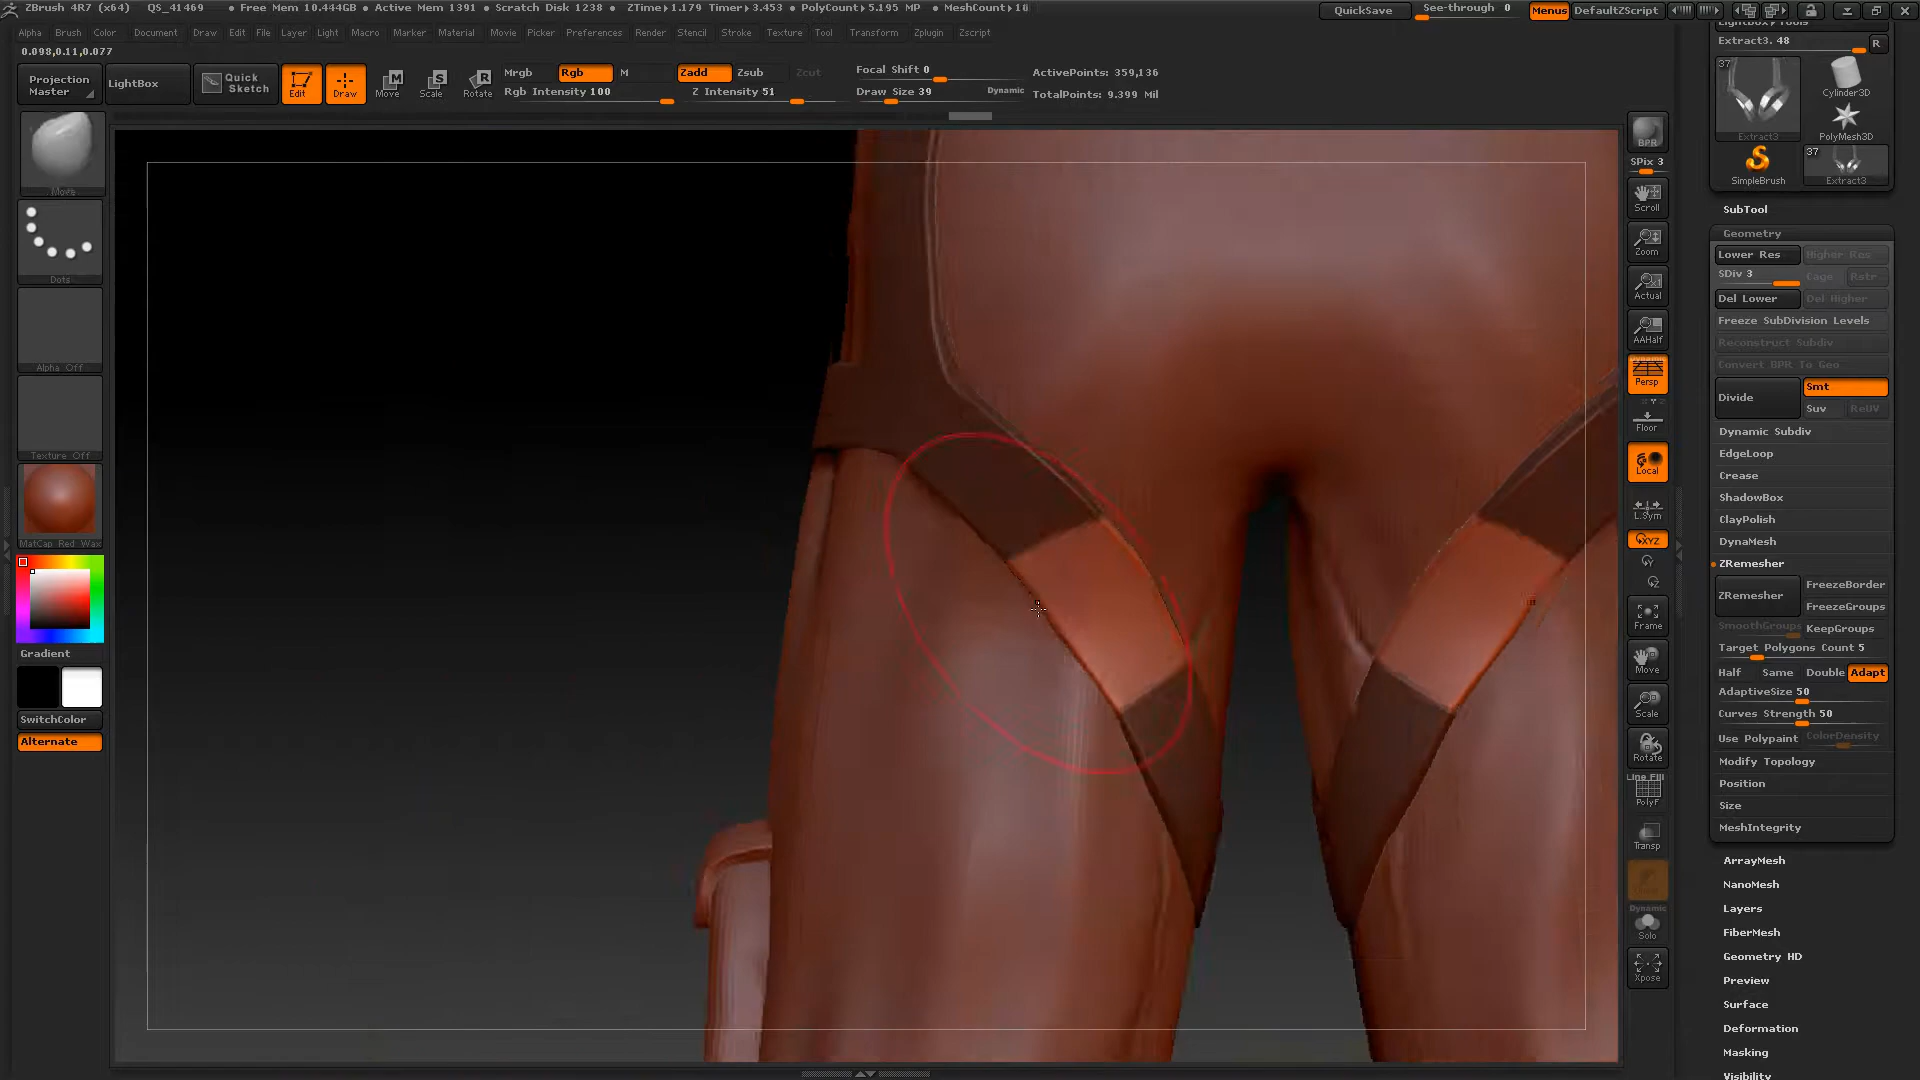 ZBrush 4R7 (x64) QS_41469 • Free Mem 10.444GB • Active Mem 1391 • Scratch Disk 1238 • ZTime▸1.179 Timer▸3.453 • PolyCount▸5.195 MP • MeshCount▸18
QuickSave See-through 0 Menus DefaultZScript
Alpha Brush Color Document Draw Edit File Layer Light Macro Marker Material Movie Picker Preferences Render Stencil Stroke Texture Tool Transform Zplugin Zscript
0.098,0.11,0.077
Projection Master
LightBox
Quick Sketch
Edit
Draw
Move
Scale
Rotate
Mrgb Rgb M
Rgb Intensity 100
Zadd Zsub Zcut
Z Intensity 51
Focal Shift 0
Draw Size 39 Dynamic
ActivePoints: 359,136
TotalPoints: 9.399 Mil
Move
Dots
Alpha Off
Texture Off
MatCap Red Wax
Gradient
SwitchColor
Alternate
BPR
SPix 3
Scroll
Zoom
Actual
AAHalf
Dynamic
Persp
Floor
Local
L.Sym
XYZ
Frame
Move
Scale
Rotate
Line Fill
PolyF
Transp
Dynamic
Solo
Xpose
Extract3. 48 R
37
Extract3
Cylinder3D
PolyMesh3D
SimpleBrush
37
Extract3
SubTool
Geometry
Lower Res Higher Res
SDiv 3 Cage Rstr
Del Lower Del Higher
Freeze SubDivision Levels
Reconstruct Subdiv
Convert BPR To Geo
Divide Smt
Suv ReUV
Dynamic Subdiv
EdgeLoop
Crease
ShadowBox
ClayPolish
DynaMesh
ZRemesher
ZRemesher FreezeBorder
FreezeGroups
SmoothGroups KeepGroups
Target Polygons Count 5
Half Same Double Adapt
AdaptiveSize 50
Curves Strength 50
Use Polypaint ColorDensity
Modify Topology
Position
Size
MeshIntegrity
ArrayMesh
NanoMesh
Layers
FiberMesh
Geometry HD
Preview
Surface
Deformation
Masking
Visibility